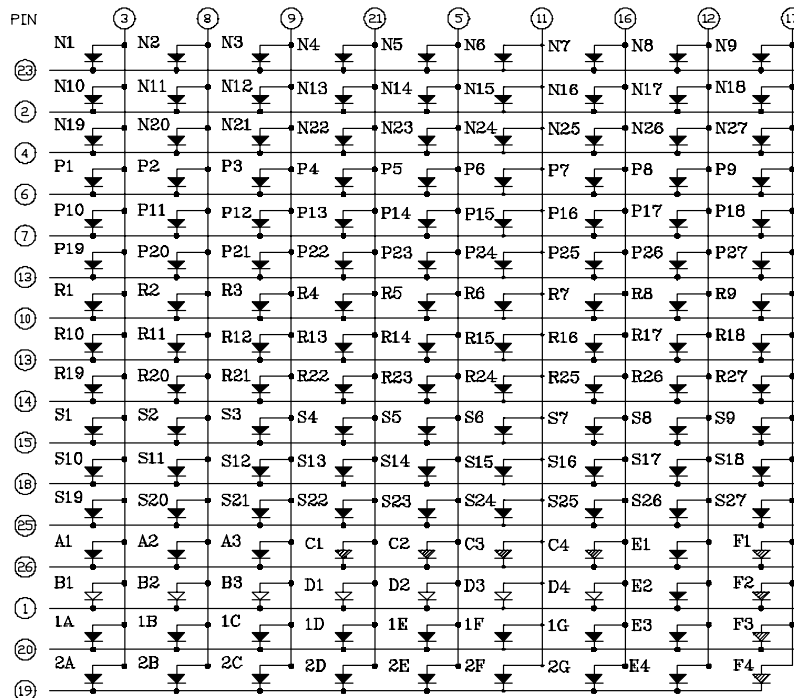 PIN 3 8 9 21 5 11 16 12 17
N1 N2 N3 N4 N5 N6 N7 N8 N9
23
N10 N11 N12 N13 N14 N15 N16 N17 N18
2
N19 N20 N21 N22 N23 N24 N25 N26 N27
4
P1 P2 P3 P4 P5 P6 P7 P8 P9
6
P10 P11 P12 P13 P14 P15 P16 P17 P18
7
P19 P20 P21 P22 P23 P24 P25 P26 P27
13
R1 R2 R3 R4 R5 R6 R7 R8 R9
10
R10 R11 R12 R13 R14 R15 R16 R17 R18
13
R19 R20 R21 R22 R23 R24 R25 R26 R27
14
S1 S2 S3 S4 S5 S6 S7 S8 S9
15
S10 S11 S12 S13 S14 S15 S16 S17 S18
18
S19 S20 S21 S22 S23 S24 S25 S26 S27
25
A1 A2 A3 C1 C2 C3 C4 E1 F1
26
B1 B2 B3 D1 D2 D3 D4 E2 F2
1
1A 1B 1C 1D 1E 1F 1G E3 F3
20
2A 2B 2C 2D 2E 2F 2G E4 F4
19